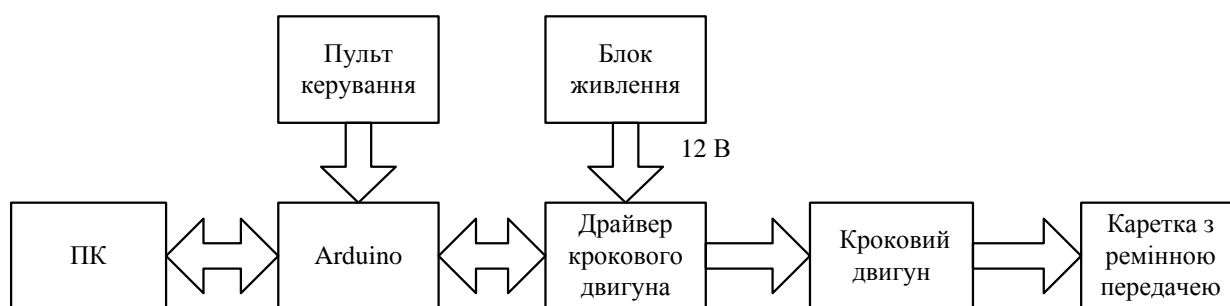 Пульт
керування
Блок
живлення
12 В
ПК
Arduino
Драйвер
крокового
двигуна
Кроковий
двигун
Каретка з
ремінною
передачею